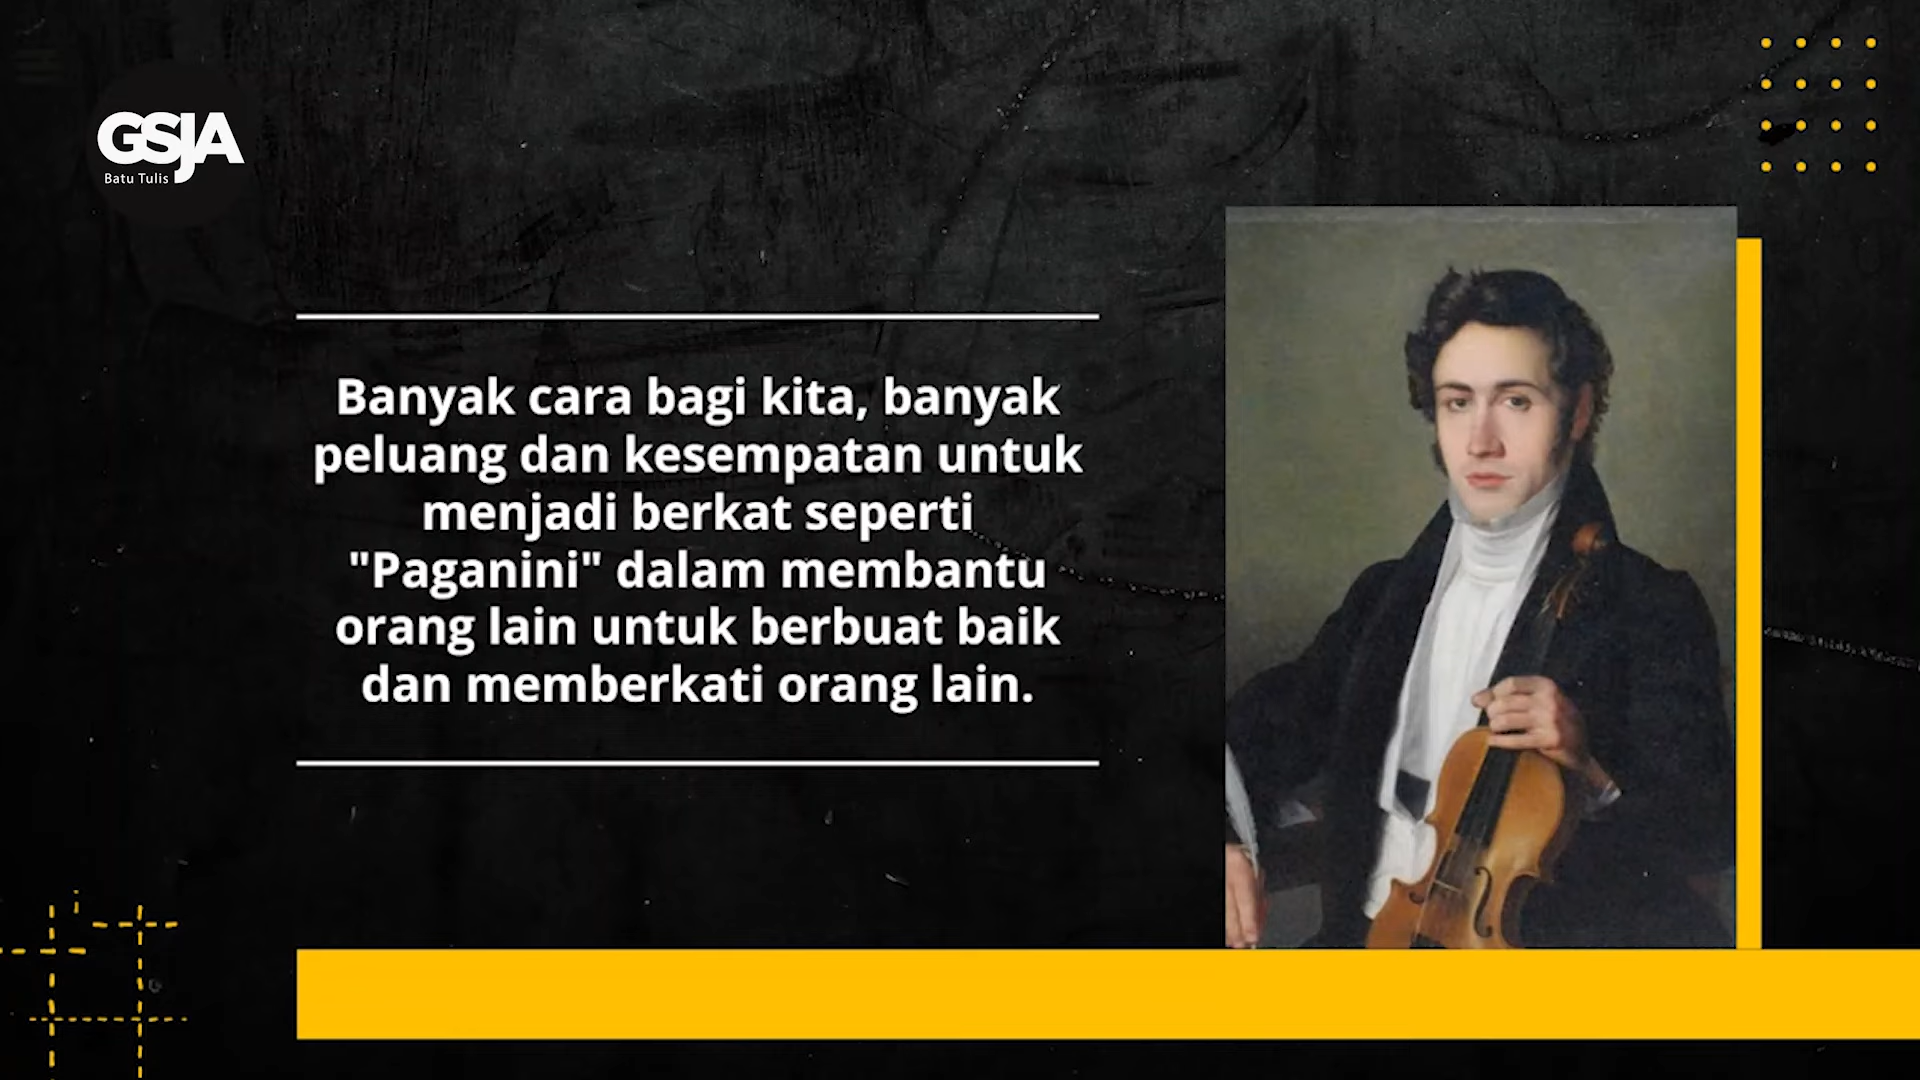 GSJA
Batu Tulis
Banyak cara bagi kita, banyak
peluang dan kesempatan untuk
menjadi berkat seperti
"Paganini" dalam membantu
orang lain untuk berbuat baik
dan memberkati orang lain.